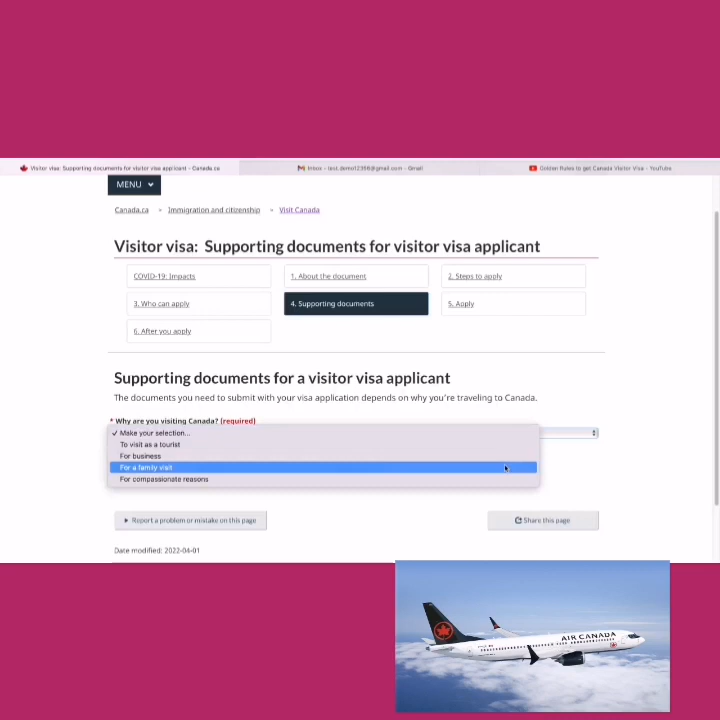 Visitor visa: Supporting documents for visitor visa applicant - Canada.ca
Inbox - test.demo12356@gmail.com - Gmail
Golden Rules to get Canada Visitor Visa - YouTube
MENU
Canada.ca
Immigration and citizenship
Visit Canada
Visitor visa: Supporting documents for visitor visa applicant
COVID-19: Impacts
1. About the document
2. Steps to apply
3. Who can apply
4. Supporting documents
5. Apply
6. After you apply
Supporting documents for a visitor visa applicant
The documents you need to submit with your visa application depends on why you're traveling to Canada.
* Why are you visiting Canada? (required)
✓ Make your selection...
To visit as a tourist
For business
For a family visit
For compassionate reasons
Report a problem or mistake on this page
Share this page
Date modified: 2022-04-01
AIR CANADA